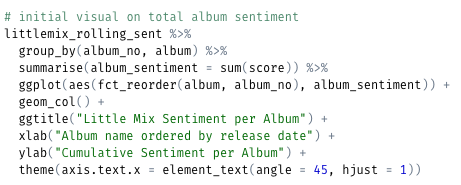 # initial visual on total album sentiment
littlemix_rolling_sent %>%
  group_by(album_no, album) %>%
  summarise(album_sentiment = sum(score)) %>%
  ggplot(aes(fct_reorder(album, album_no), album_sentiment)) +
  geom_col() +
  ggtitle("Little Mix Sentiment per Album") +
  xlab("Album name ordered by release date") +
  ylab("Cumulative Sentiment per Album") +
  theme(axis.text.x = element_text(angle = 45, hjust = 1))